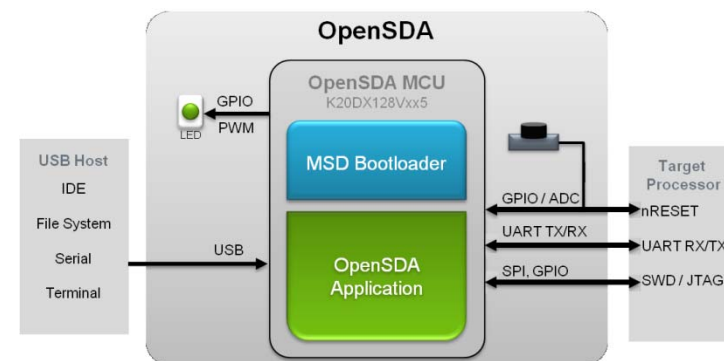 OpenSDA
OpenSDA MCU
K20DX128Vxx5
GPIO
PWM
LED
MSD Bootloader
OpenSDA
Application
USB Host
IDE
File System
Serial
Terminal
USB
GPIO / ADC
UART TX/RX
SPI, GPIO
Target
Processor
nRESET
UART RX/TX
SWD / JTAG